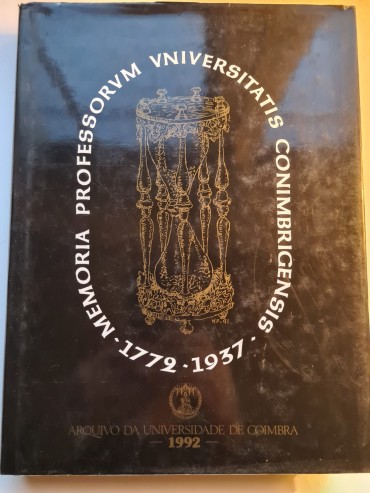 MEMORIA PROFESSORVM VNIVERSITATIS CONIMBRIGENSIS
· 1772 · 1937 ·
ARQUIVO DA UNIVERSIDADE DE COIMBRA
— 1992 —